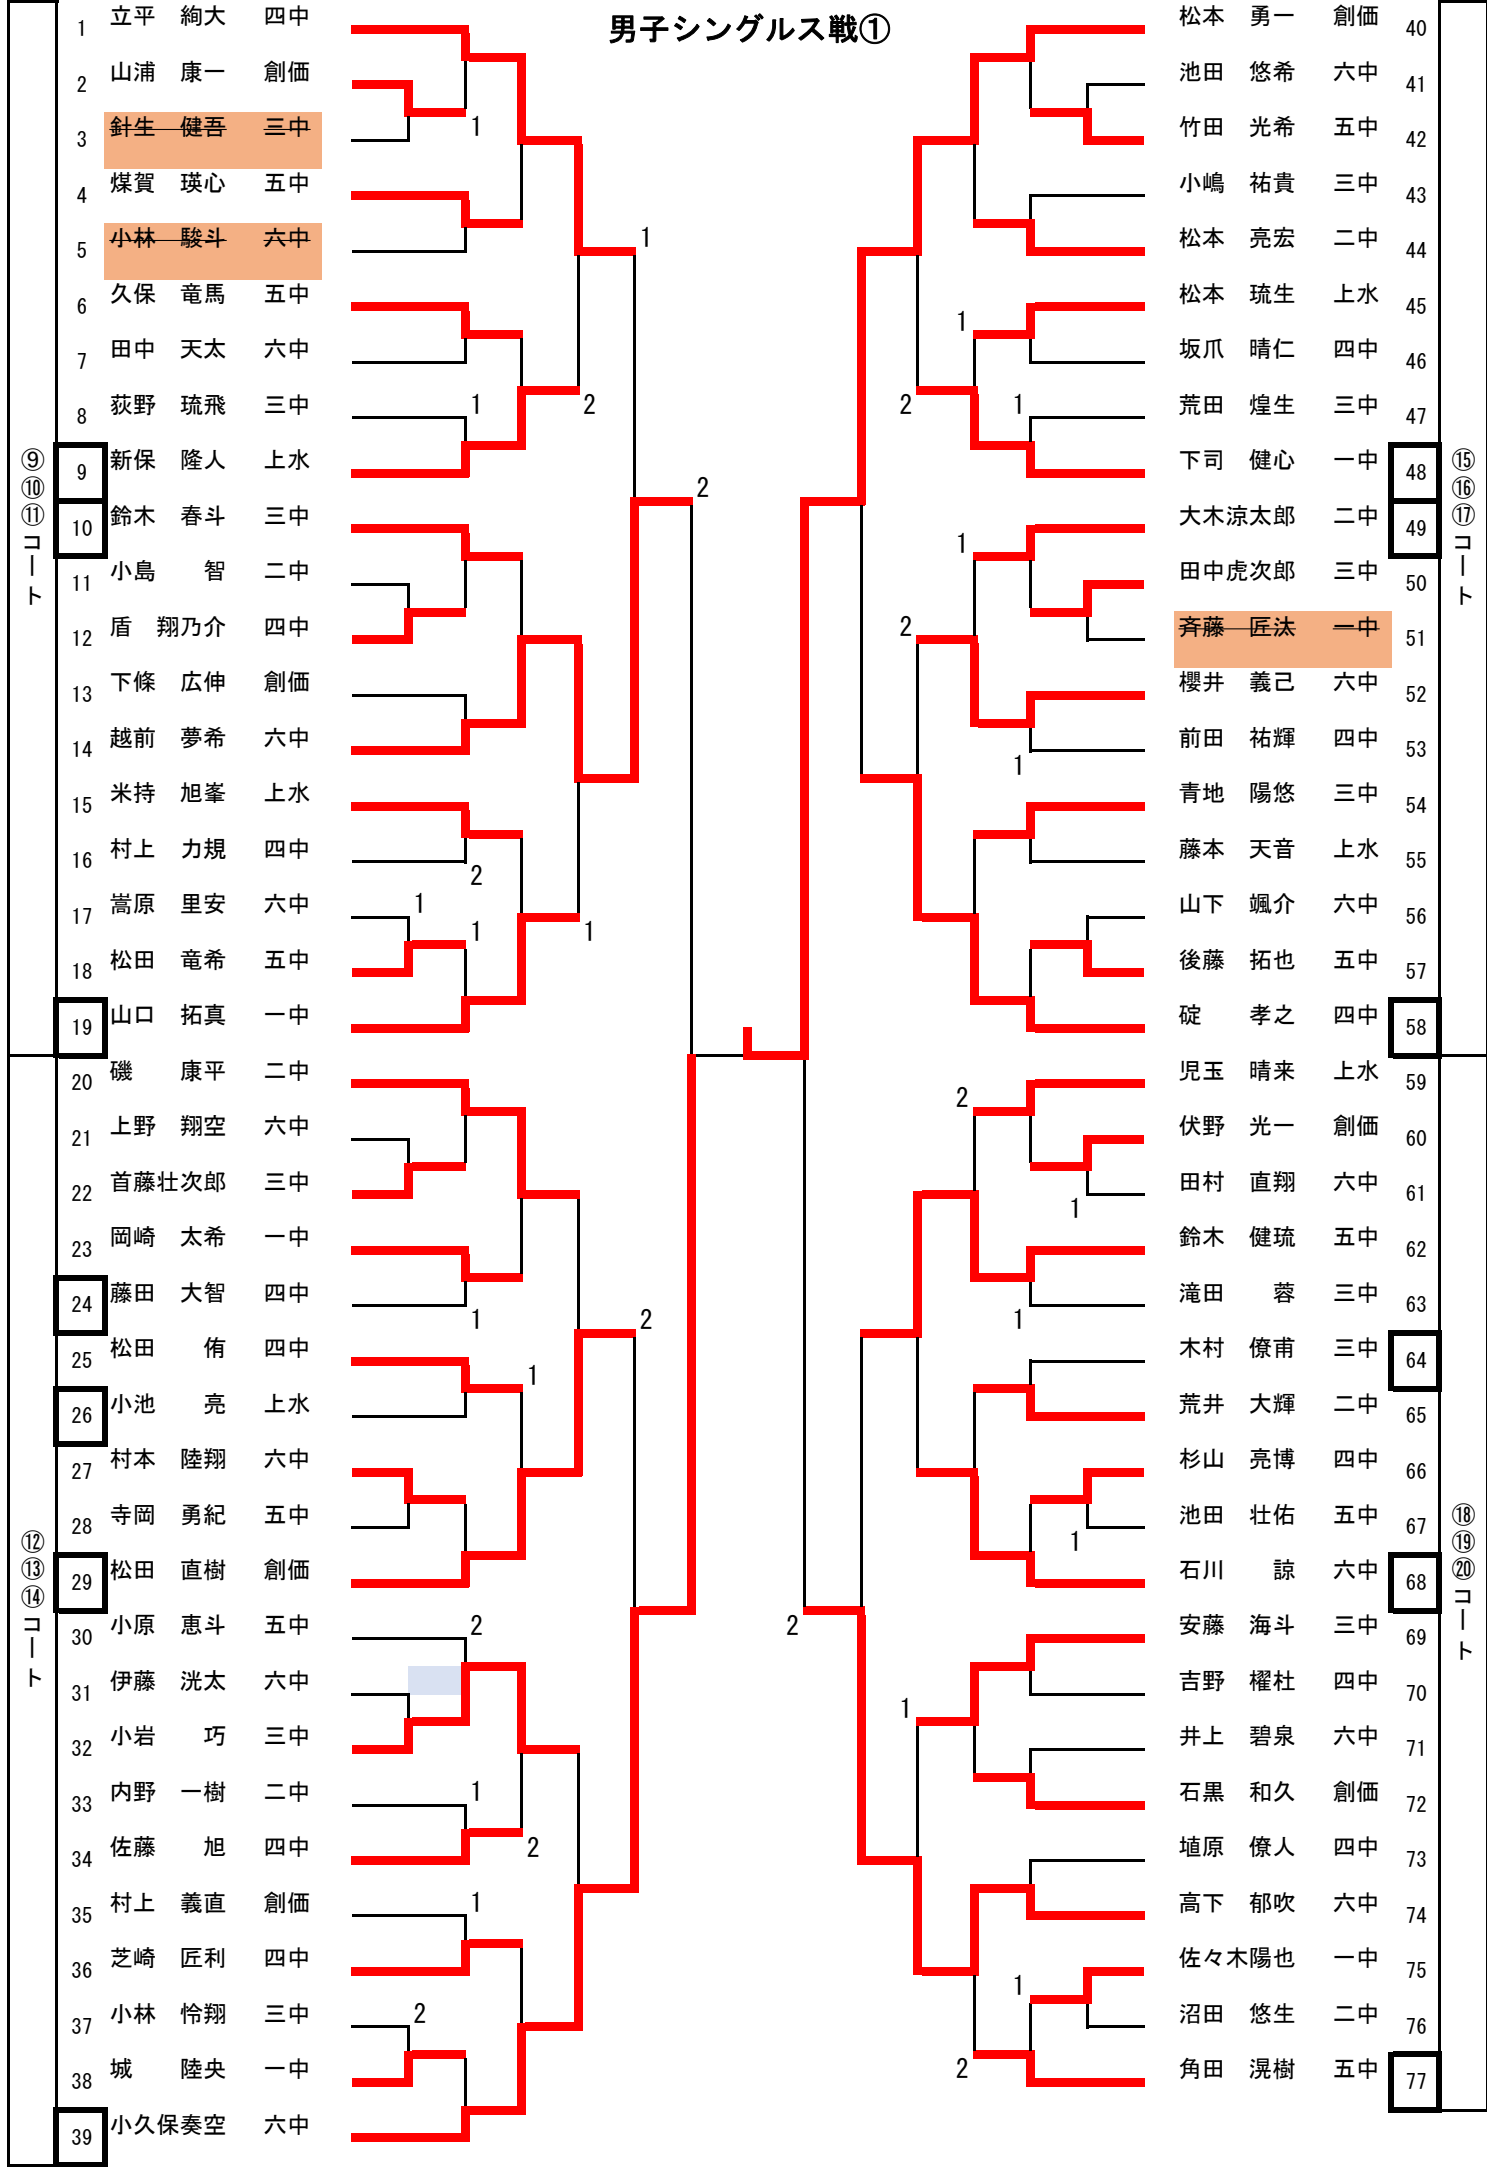 男子シングルス戦①
1 立平 絢大 四中
2 山浦 康一 創価
3 針生 健吾 三中
4 煤賀 瑛心 五中
5 小林 駿斗 六中
6 久保 竜馬 五中
7 田中 天太 六中
8 荻野 琉飛 三中
9 新保 隆人 上水
10 鈴木 春斗 三中
11 小島 智 二中
12 盾 翔乃介 四中
13 下條 広伸 創価
14 越前 夢希 六中
15 米持 旭峯 上水
16 村上 力規 四中
17 嵩原 里安 六中
18 松田 竜希 五中
19 山口 拓真 一中
⑨⑩⑪コート
20 磯 康平 二中
21 上野 翔空 六中
22 首藤壮次郎 三中
23 岡崎 太希 一中
24 藤田 大智 四中
25 松田 侑 四中
26 小池 亮 上水
27 村本 陸翔 六中
28 寺岡 勇紀 五中
29 松田 直樹 創価
30 小原 恵斗 五中
31 伊藤 洸太 六中
32 小岩 巧 三中
33 内野 一樹 二中
34 佐藤 旭 四中
35 村上 義直 創価
36 芝崎 匠利 四中
37 小林 怜翔 三中
38 城 陸央 一中
39 小久保奏空 六中
⑫⑬⑭コート
1
1
1
2
2
2
1
1
1
1
2
1
2
1
2
1
2
松本 勇一 創価 40
池田 悠希 六中 41
竹田 光希 五中 42
小嶋 祐貴 三中 43
松本 亮宏 二中 44
松本 琉生 上水 45
坂爪 晴仁 四中 46
荒田 煌生 三中 47
下司 健心 一中 48
大木涼太郎 二中 49
田中虎次郎 三中 50
斉藤 匠汰 一中 51
櫻井 義己 六中 52
前田 祐輝 四中 53
青地 陽悠 三中 54
藤本 天音 上水 55
山下 颯介 六中 56
後藤 拓也 五中 57
碇 孝之 四中 58
⑮⑯⑰コート
児玉 晴来 上水 59
伏野 光一 創価 60
田村 直翔 六中 61
鈴木 健琉 五中 62
滝田 蓉 三中 63
木村 僚甫 三中 64
荒井 大輝 二中 65
杉山 亮博 四中 66
池田 壮佑 五中 67
石川 諒 六中 68
安藤 海斗 三中 69
吉野 櫂杜 四中 70
井上 碧泉 六中 71
石黒 和久 創価 72
埴原 僚人 四中 73
高下 郁吹 六中 74
佐々木陽也 一中 75
沼田 悠生 二中 76
角田 滉樹 五中 77
⑱⑲⑳コート
1
2
1
1
2
1
2
1
1
1
2
1
1
2